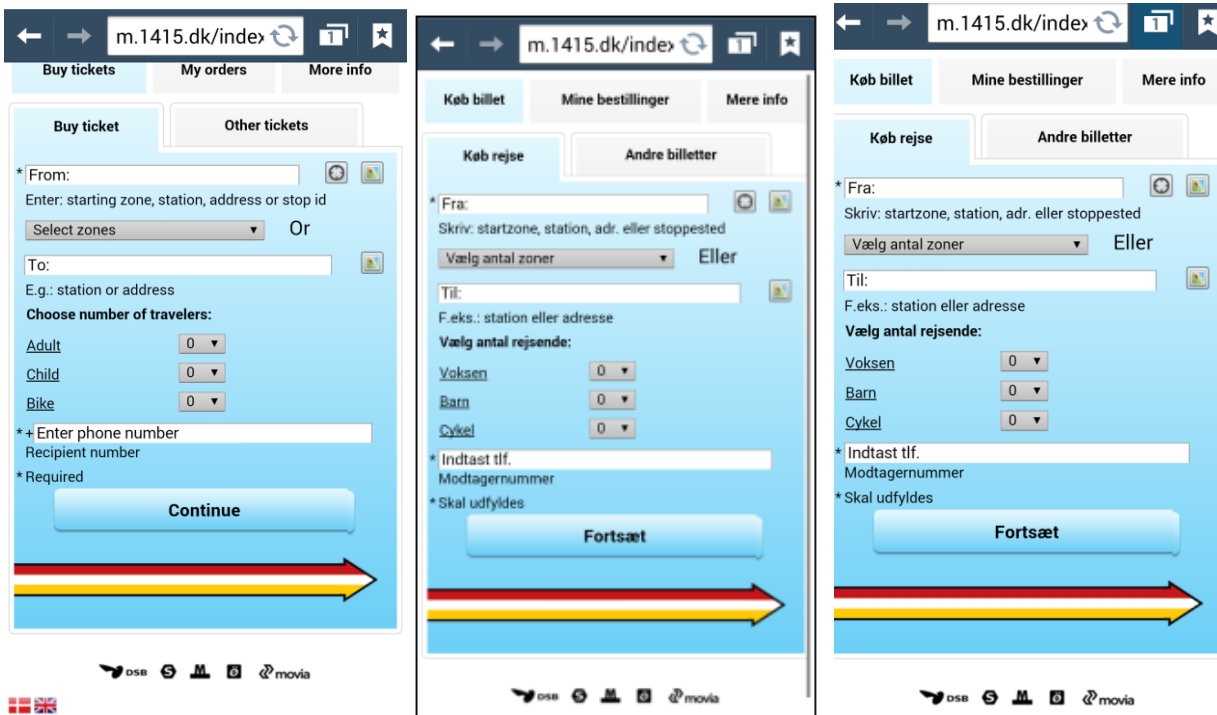 m.1415.dk/index
1
Buy tickets My orders More info
Buy ticket Other tickets
* From:
Enter: starting zone, station, address or stop id
Select zones Or
To:
E.g.: station or address
Choose number of travelers:
Adult 0
Child 0
Bike 0
*+ Enter phone number
Recipient number
* Required
Continue
DSB S M movia
m.1415.dk/index
1
Køb billet Mine bestillinger Mere info
Køb rejse Andre billetter
* Fra:
Skriv: startzone, station, adr. eller stoppested
Vælg antal zoner Eller
Til:
F.eks.: station eller adresse
Vælg antal rejsende:
Voksen 0
Barn 0
Cykel 0
* Indtast tlf.
Modtagernummer
* Skal udfyldes
Fortsæt
DSB S M movia
m.1415.dk/index
1
Køb billet Mine bestillinger Mere info
Køb rejse Andre billetter
* Fra:
Skriv: startzone, station, adr. eller stoppested
Vælg antal zoner Eller
Til:
F.eks.: station eller adresse
Vælg antal rejsende:
Voksen 0
Barn 0
Cykel 0
* Indtast tlf.
Modtagernummer
* Skal udfyldes
Fortsæt
DSB S M movia